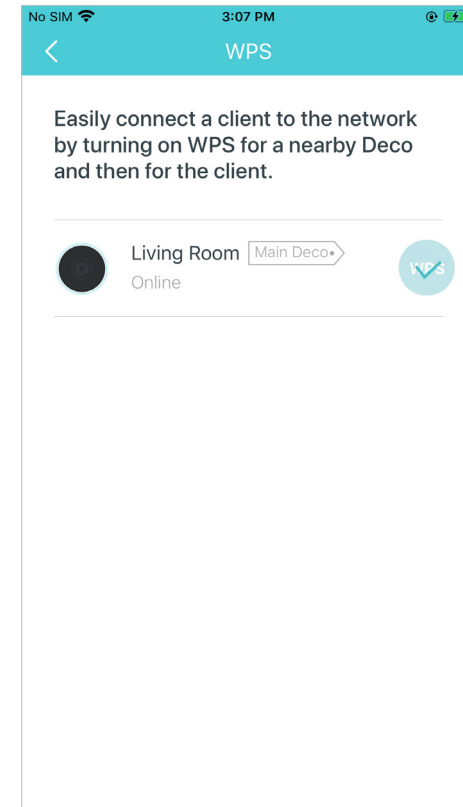 No SIM 3:07 PM
WPS
Easily connect a client to the network
by turning on WPS for a nearby Deco
and then for the client.
Living Room Main Deco
Online
WPS